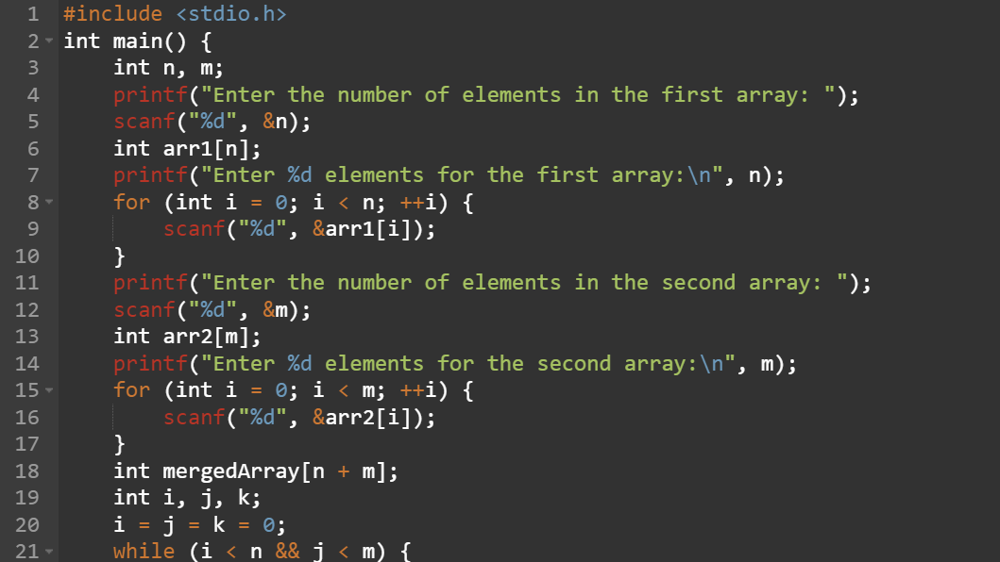 1 #include <stdio.h>
2 int main() {
3     int n, m;
4     printf("Enter the number of elements in the first array: ");
5     scanf("%d", &n);
6     int arr1[n];
7     printf("Enter %d elements for the first array:\n", n);
8     for (int i = 0; i < n; ++i) {
9         scanf("%d", &arr1[i]);
10     }
11     printf("Enter the number of elements in the second array: ");
12     scanf("%d", &m);
13     int arr2[m];
14     printf("Enter %d elements for the second array:\n", m);
15     for (int i = 0; i < m; ++i) {
16         scanf("%d", &arr2[i]);
17     }
18     int mergedArray[n + m];
19     int i, j, k;
20     i = j = k = 0;
21     while (i < n && j < m) {